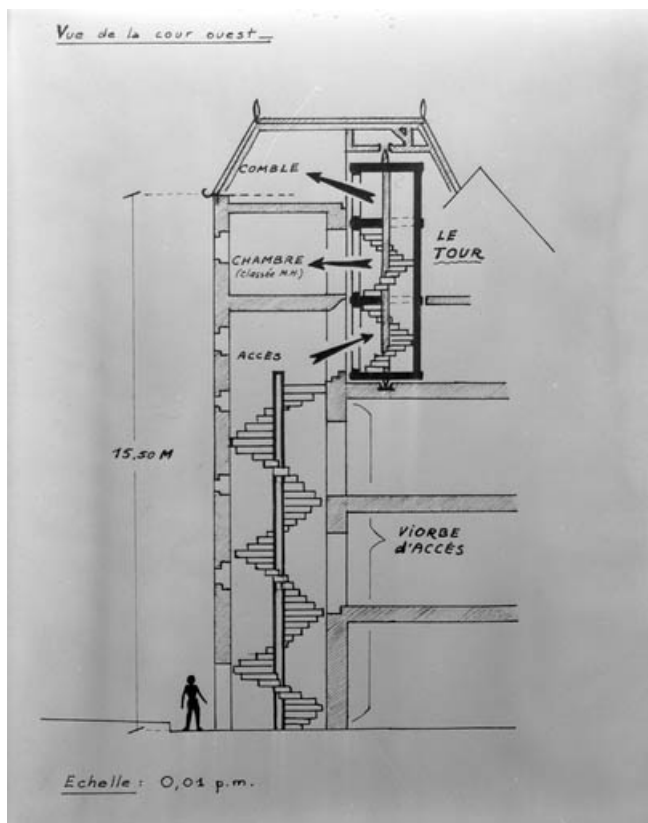 Vue de la cour ouest
COMBLE
LE
TOUR
CHAMBRE
(classée M.H.)
ACCÈS
15,50 M
VIORBE
d'ACCÈS
Echelle : 0,01 p.m.